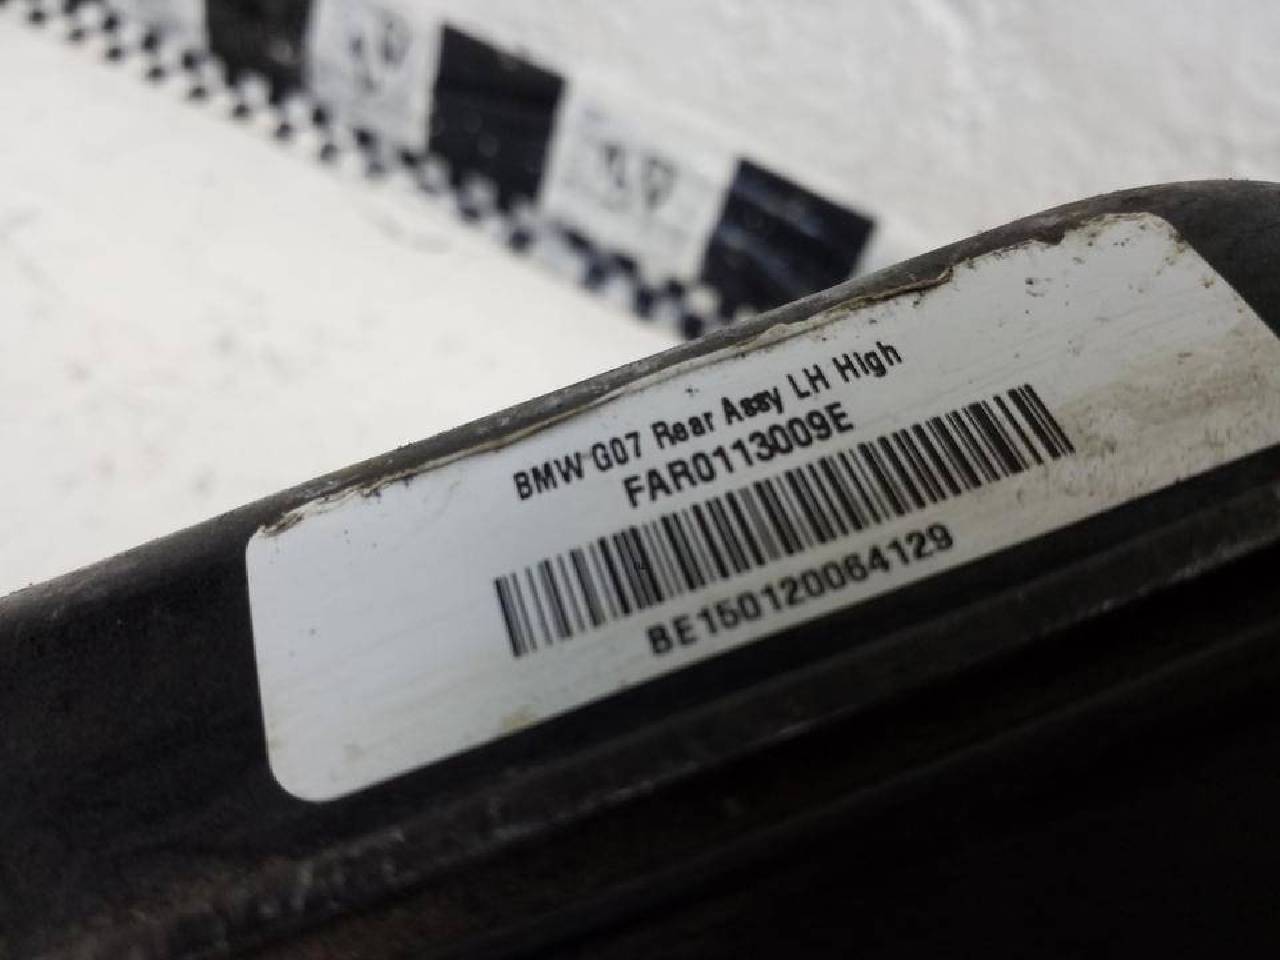 BMW G07 Rear Assy LH High
FAR0113009E
BE150120064129